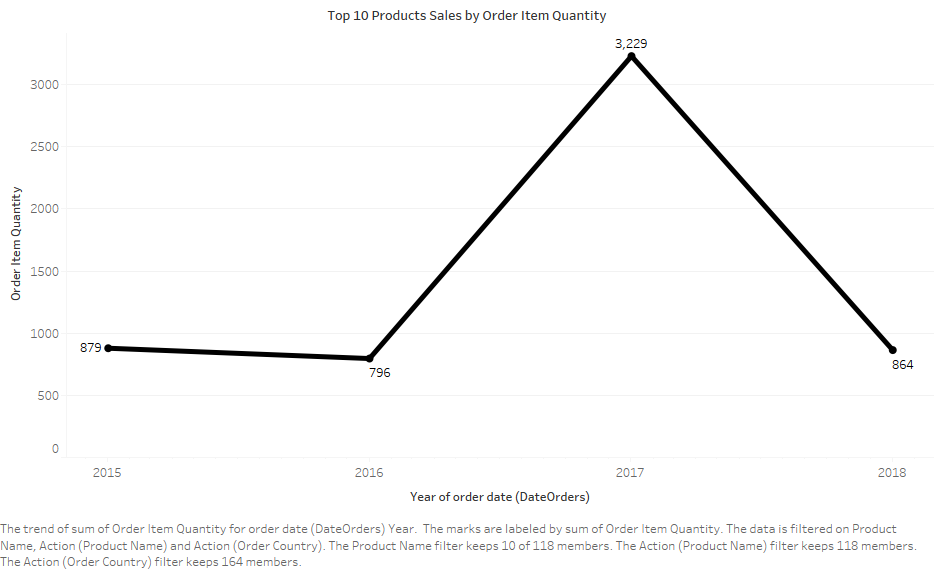 Top 10 Products Sales by Order Item Quantity
3,229
3000
2500
2000
Order Item Quantity
1500
1000
879
796
864
500
0
2015 2016 2017 2018
Year of order date (DateOrders)
The trend of sum of Order Item Quantity for order date (DateOrders) Year.  The marks are labeled by sum of Order Item Quantity. The data is filtered on Product
Name, Action (Product Name) and Action (Order Country). The Product Name filter keeps 10 of 118 members. The Action (Product Name) filter keeps 118 members.
The Action (Order Country) filter keeps 164 members.